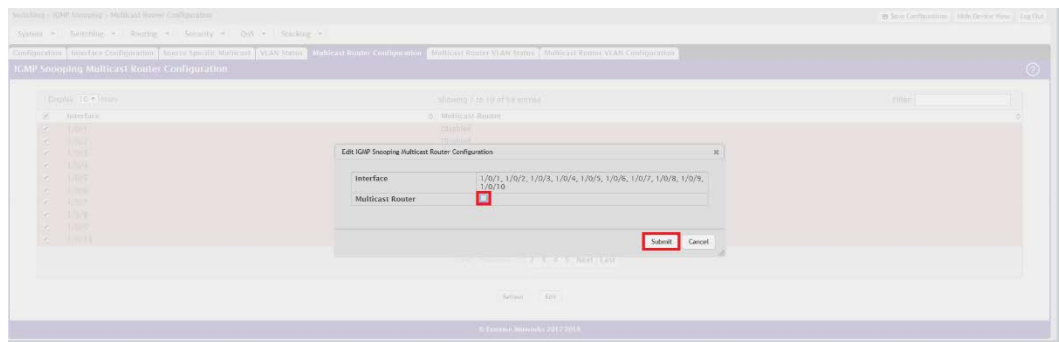 Switching > IGMP Snooping > Multicast Router Configuration
Save Configuration Hide Device View Log Out
System Switching Routing Security QoS Stacking
Configuration Interface Configuration Source Specific Multicast VLAN Status Multicast Router Configuration Multicast Router VLAN Status Multicast Router VLAN Configuration
IGMP Snooping Multicast Router Configuration
Display 10 rows Showing 1 to 10 of entries Filter:
Interface Multicast Router
1/0/1 Disabled
1/0/2 Disabled
1/0/3
1/0/4
1/0/5
1/0/6
1/0/7
1/0/8
1/0/9
1/0/10
Edit IGMP Snooping Multicast Router Configuration
Interface 1/0/1, 1/0/2, 1/0/3, 1/0/4, 1/0/5, 1/0/6, 1/0/7, 1/0/8, 1/0/9,
1/0/10
Multicast Router
Submit Cancel
2 3 4 5 Next Last
Refresh Edit
© Extreme Networks 2017-2018